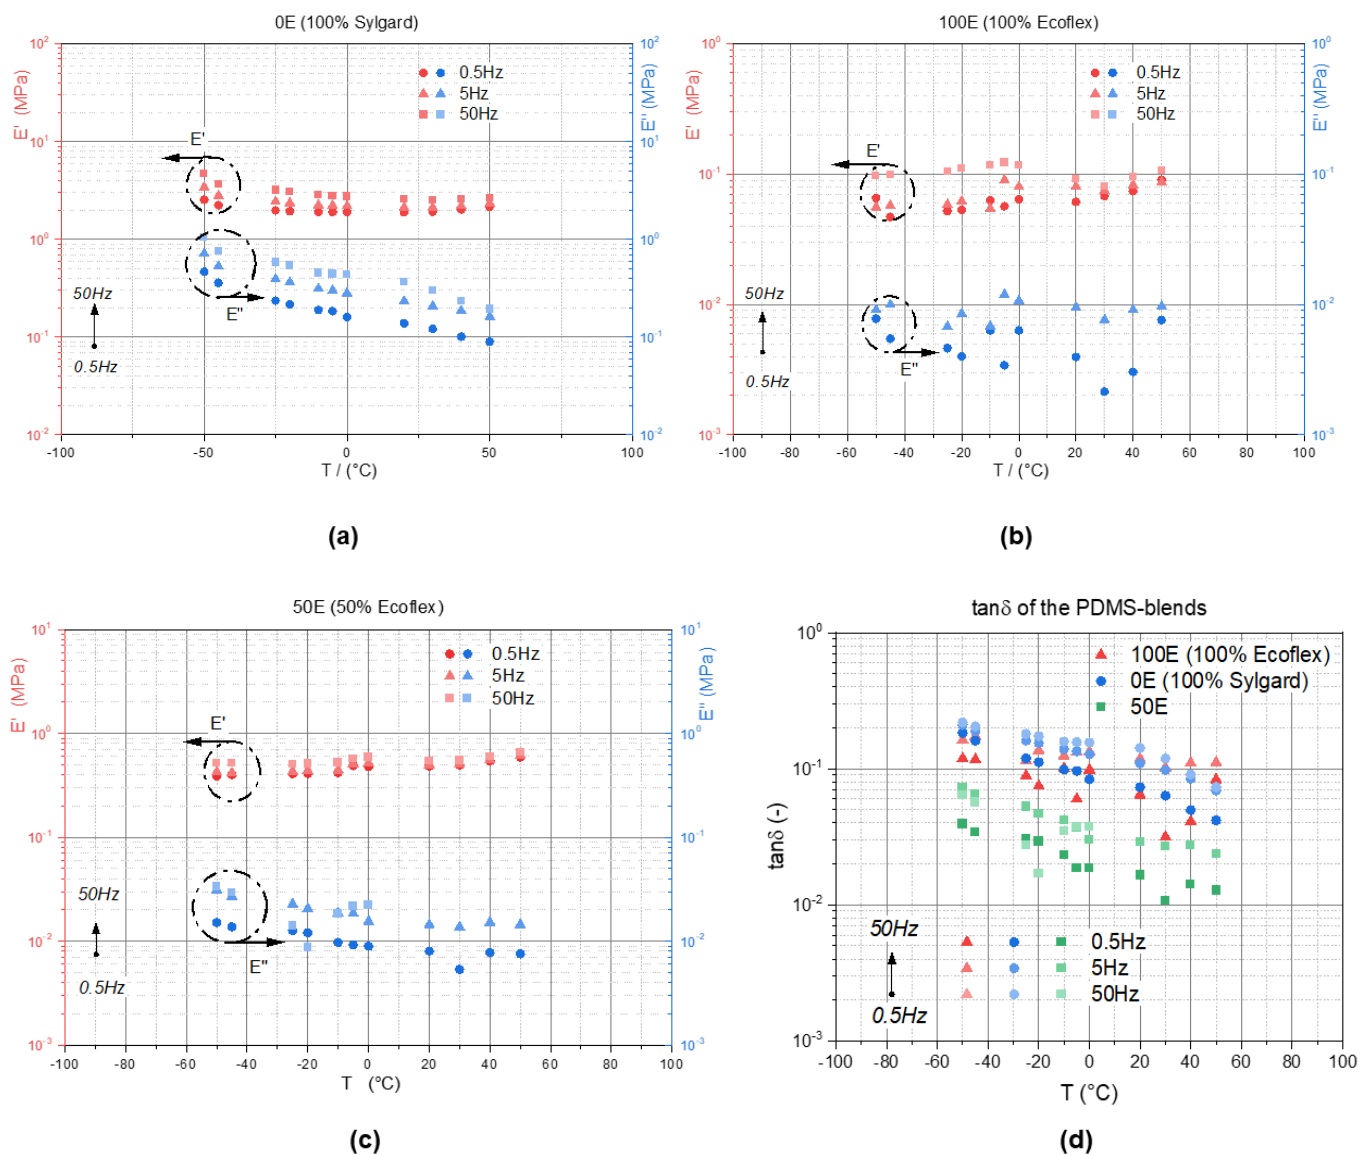 0E (100% Sylgard)
10²
10¹
10⁰
10⁻¹
10⁻²
E' (MPa)
10²
10¹
10⁰
10⁻¹
10⁻²
E'' (MPa)
0.5Hz
5Hz
50Hz
E'
E''
50Hz
0.5Hz
-100 -50 0 50 100
T / (°C)
(a)
100E (100% Ecoflex)
10⁰
10⁻¹
10⁻²
10⁻³
E' (MPa)
10⁰
10⁻¹
10⁻²
10⁻³
E'' (MPa)
0.5Hz
5Hz
50Hz
E'
E''
50Hz
0.5Hz
-100 -80 -60 -40 -20 0 20 40 60 80 100
T / (°C)
(b)
50E (50% Ecoflex)
10¹
10⁰
10⁻¹
10⁻²
10⁻³
E' (MPa)
10¹
10⁰
10⁻¹
10⁻²
10⁻³
E'' (MPa)
0.5Hz
5Hz
50Hz
E'
E''
50Hz
0.5Hz
-100 -80 -60 -40 -20 0 20 40 60 80 100
T (°C)
(c)
tanδ of the PDMS-blends
10⁰
10⁻¹
10⁻²
10⁻³
tanδ (-)
100E (100% Ecoflex)
0E (100% Sylgard)
50E
0.5Hz
5Hz
50Hz
50Hz
0.5Hz
-100 -80 -60 -40 -20 0 20 40 60 80 100
T (°C)
(d)